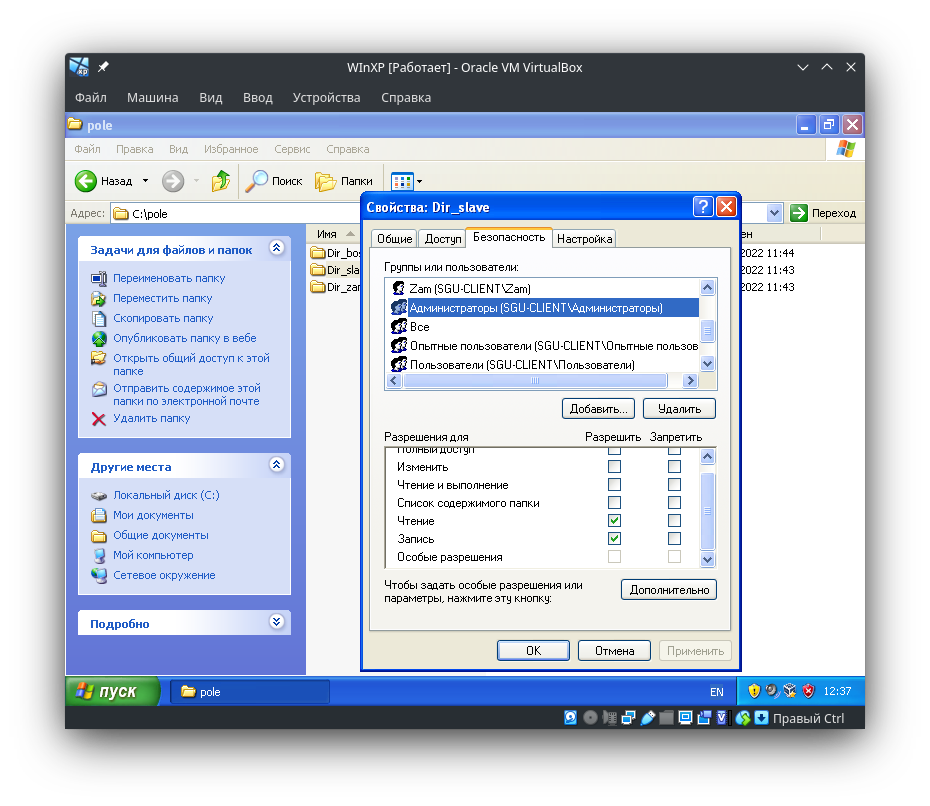 WInXP [Работает] - Oracle VM VirtualBox
Файл Машина Вид Ввод Устройства Справка
pole
Файл Правка Вид Избранное Сервис Справка
Назад Поиск Папки
Адрес: C:\pole Переход
Задачи для файлов и папок
Переименовать папку
Переместить папку
Скопировать папку
Опубликовать папку в вебе
Открыть общий доступ к этой
папке
Отправить содержимое этой
папки по электронной почте
Удалить папку
Другие места
Локальный диск (C:)
Мои документы
Общие документы
Мой компьютер
Сетевое окружение
Подробно
Имя
Dir_bos
Dir_sla
Dir_zar
ен
2022 11:44
2022 11:43
2022 11:43
Свойства: Dir_slave
Общие Доступ Безопасность Настройка
Группы или пользователи:
Zam (SGU-CLIENT\Zam)
Администраторы (SGU-CLIENT\Администраторы)
Все
Опытные пользователи (SGU-CLIENT\Опытные пользов
Пользователи (SGU-CLIENT\Пользователи)
Добавить... Удалить
Разрешения для Разрешить Запретить
Полный доступ
Изменить
Чтение и выполнение
Список содержимого папки
Чтение
Запись
Особые разрешения
Чтобы задать особые разрешения или
параметры, нажмите эту кнопку:
Дополнительно
OK Отмена Применить
пуск pole EN 12:37
Правый Ctrl